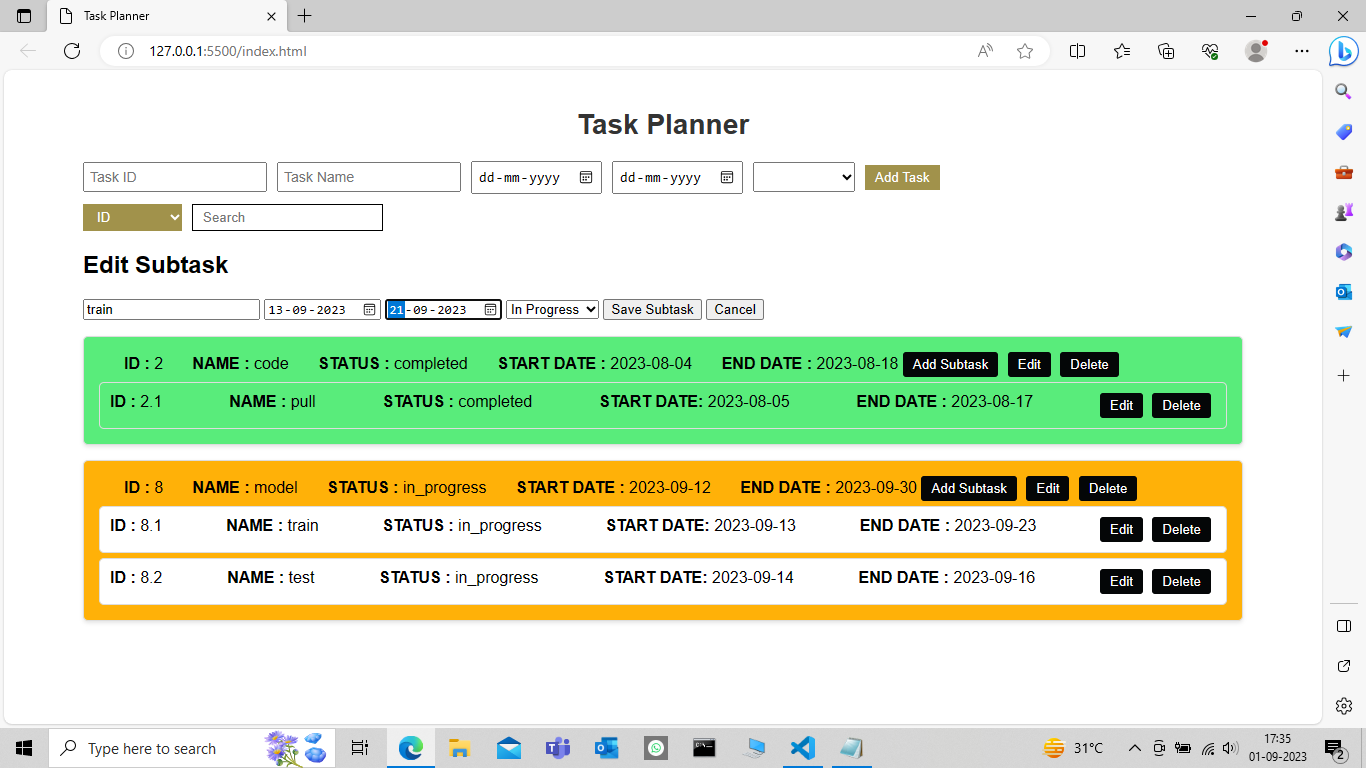 Task Planner
127.0.0.1:5500/index.html
Task Planner
Task ID Task Name dd-mm-yyyy dd-mm-yyyy Add Task
ID Search
Edit Subtask
train 13-09-2023 21-09-2023 In Progress Save Subtask Cancel
ID : 2 NAME : code STATUS : completed START DATE : 2023-08-04 END DATE : 2023-08-18 Add Subtask Edit Delete
ID : 2.1 NAME : pull STATUS : completed START DATE: 2023-08-05 END DATE : 2023-08-17 Edit Delete
ID : 8 NAME : model STATUS : in_progress START DATE : 2023-09-12 END DATE : 2023-09-30 Add Subtask Edit Delete
ID : 8.1 NAME : train STATUS : in_progress START DATE: 2023-09-13 END DATE : 2023-09-23 Edit Delete
ID : 8.2 NAME : test STATUS : in_progress START DATE: 2023-09-14 END DATE : 2023-09-16 Edit Delete
Type here to search 31°C 17:35
01-09-2023 2